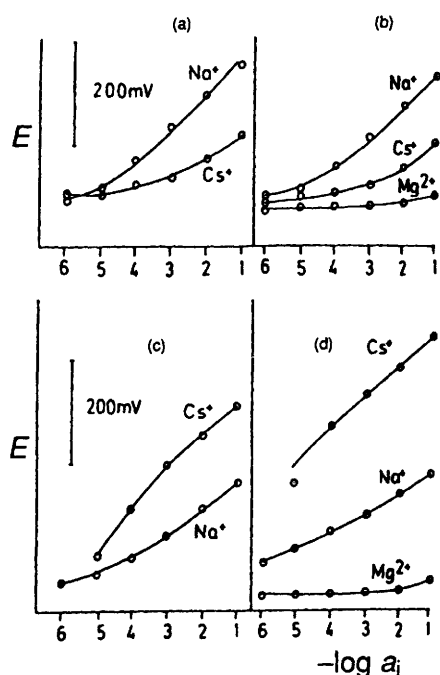 (a)
(b)
200mV
Na⁺
Cs⁺
Na⁺
Cs⁺
Mg²⁺
E
6 5 4 3 2 1
6 5 4 3 2 1
(c)
(d)
200mV
Cs⁺
Na⁺
Cs⁺
Na⁺
Mg²⁺
E
6 5 4 3 2 1
6 5 4 3 2 1
−log aᵢ